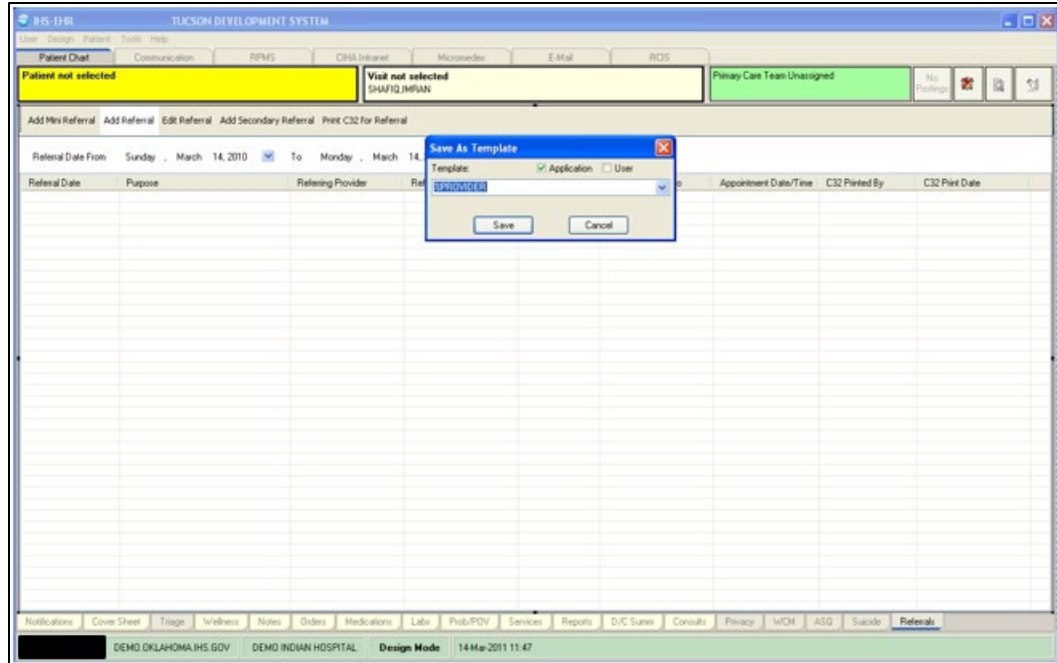 IHS-EHR TUCSON DEVELOPMENT SYSTEM
User Design Patient Tools Help
Patient Chart Communication RPMS OHA Intranet Micromedex E-Mail RCIS
Patient not selected
Visit not selected
SHAFIQ,IMRAN
Primary Care Team Unassigned
No Postings
Add Mini Referral Add Referral Edit Referral Add Secondary Referral Print C32 for Referral
Save As Template
Referral Date From Sunday , March 14, 2010 To Monday , March 14,
Template: Application User
Referral Date Purpose Referring Provider Ref Appointment Date/Time C32 Printed By C32 Print Date
%PROVIDER
Save Cancel
Notifications Cover Sheet Triage Wellness Notes Orders Medications Labs Prob/POV Services Reports D/C Summ Consults Privacy WCM ASQ Suicide Referrals
DEMO.OKLAHOMA.IHS.GOV DEMO INDIAN HOSPITAL Design Mode 14-Mar-2011 11:47